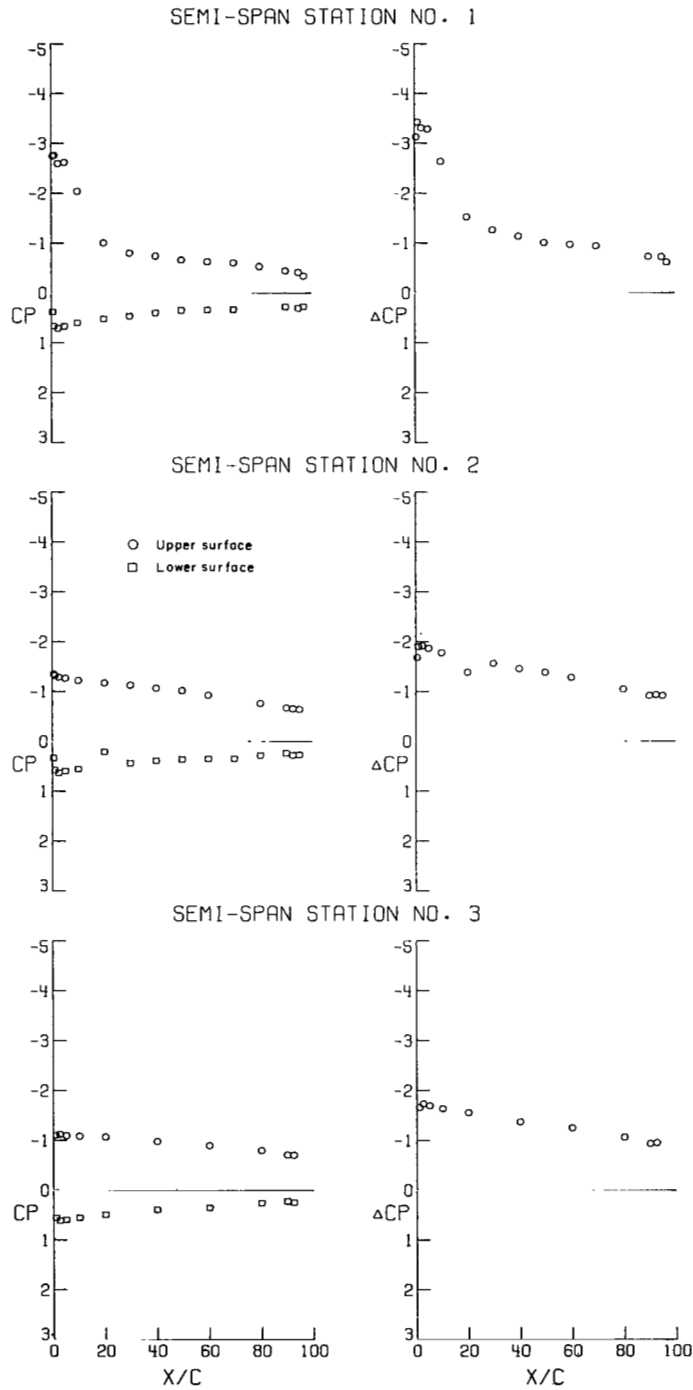 SEMI-SPAN STATION NO. 1
-5 -5
-4 -4
-3 -3
-2 -2
-1 -1
0 0
CP ΔCP
1 1
2 2
3 3
SEMI-SPAN STATION NO. 2
-5 -5
○ Upper surface
□ Lower surface
-4 -4
-3 -3
-2 -2
-1 -1
0 0
CP ΔCP
1 1
2 2
3 3
SEMI-SPAN STATION NO. 3
-5 -5
-4 -4
-3 -3
-2 -2
-1 -1
0 0
CP ΔCP
1 1
2 2
3 3
0 20 40 60 80 100 0 20 40 60 80 100
X/C X/C